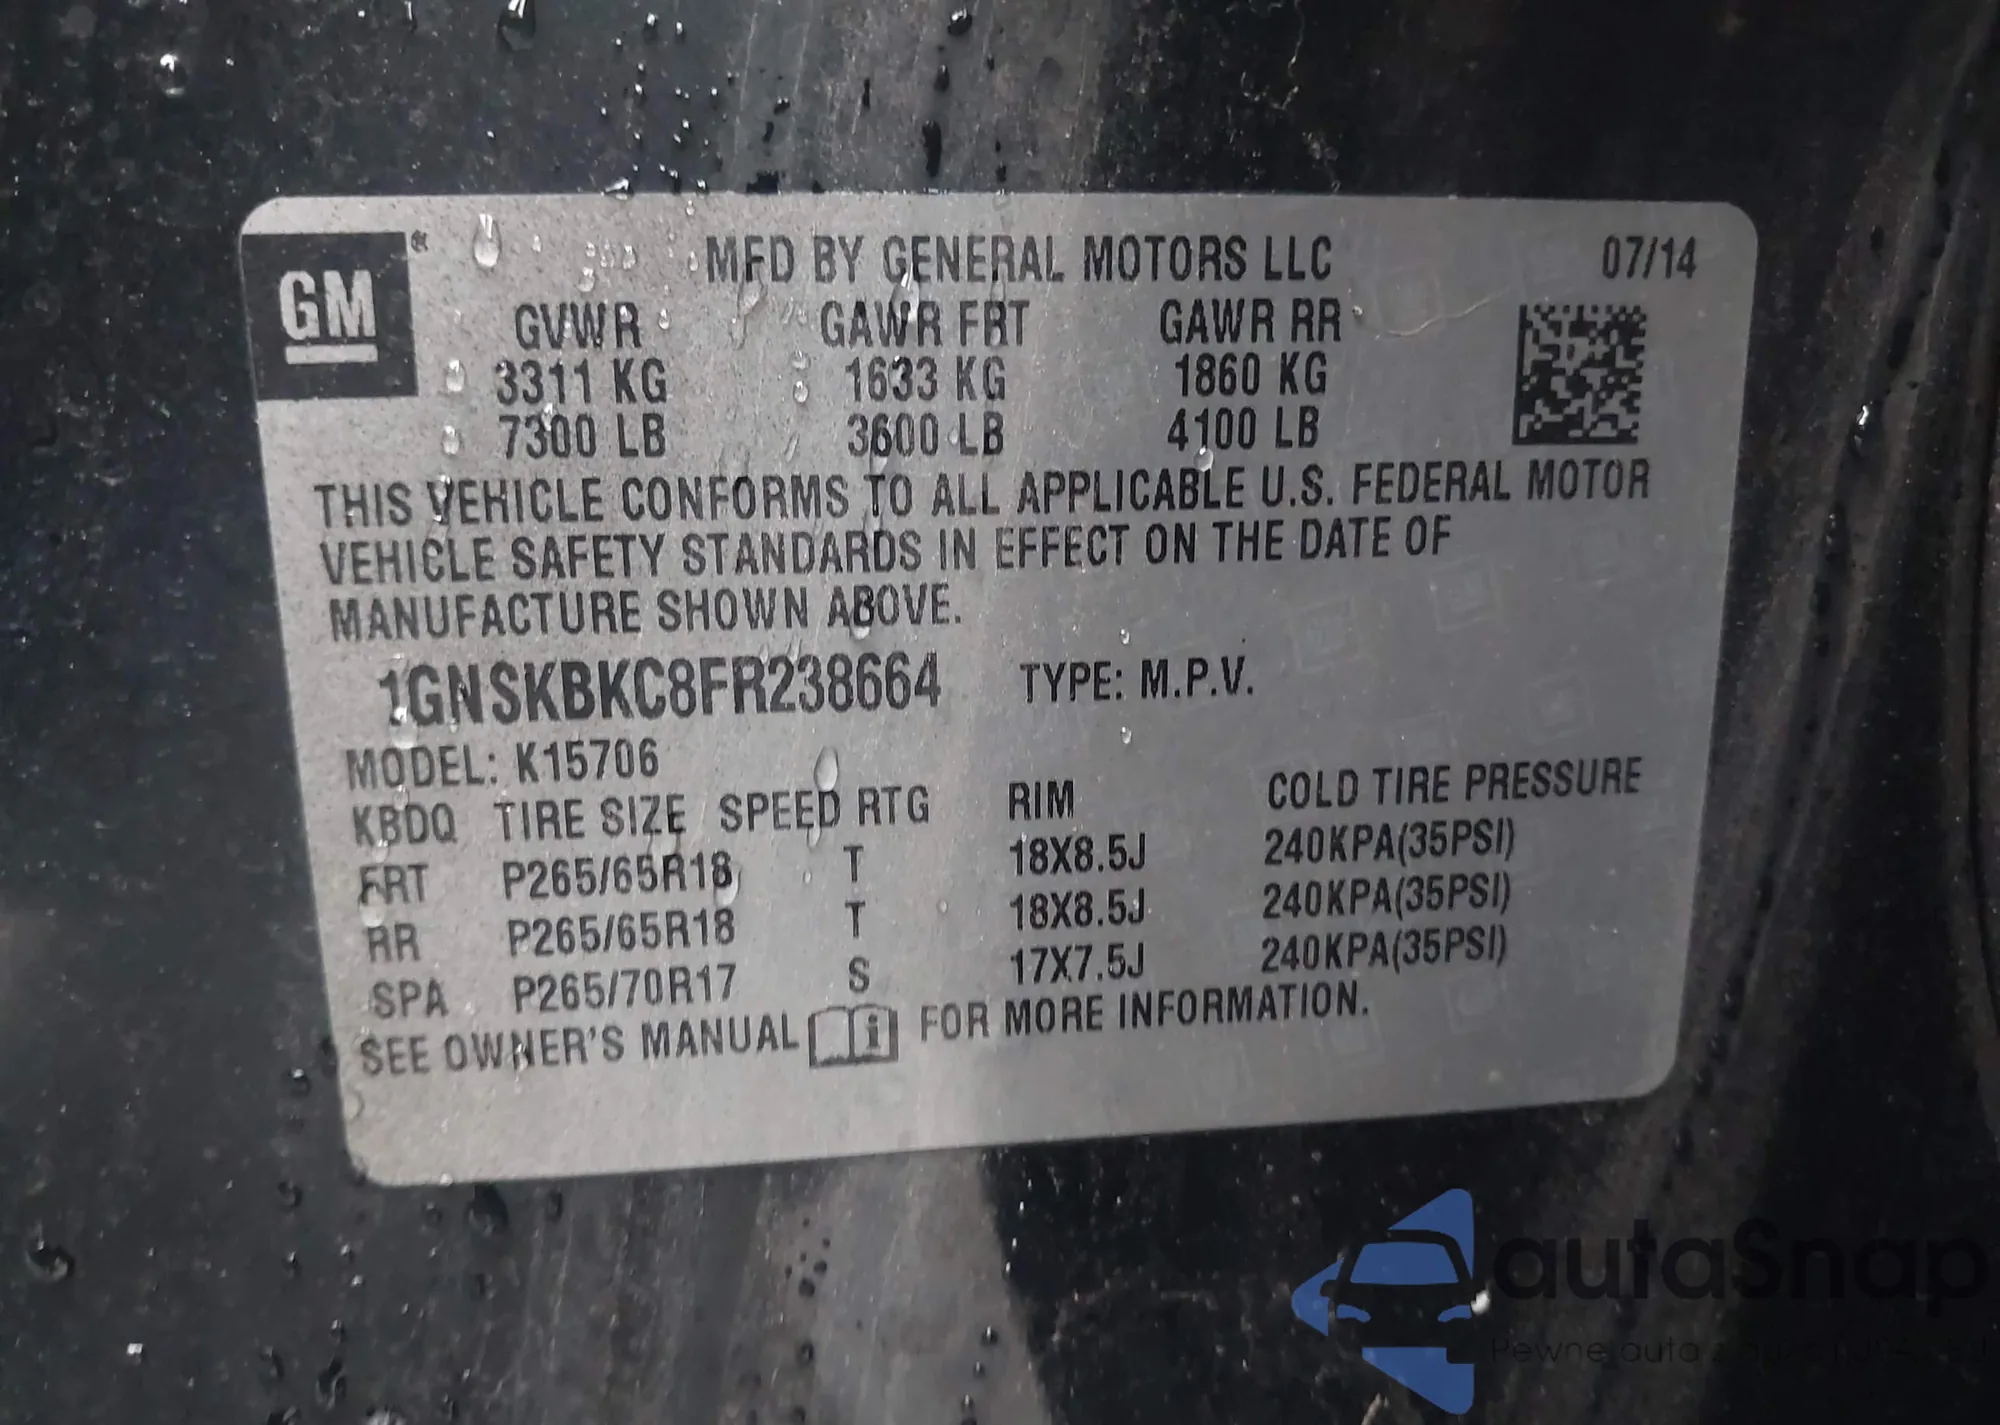 GM®
MFD BY GENERAL MOTORS LLC 07/14
GVWR GAWR FRT GAWR RR
3311 KG 1633 KG 1860 KG
7300 LB 3600 LB 4100 LB
THIS VEHICLE CONFORMS TO ALL APPLICABLE U.S. FEDERAL MOTOR
VEHICLE SAFETY STANDARDS IN EFFECT ON THE DATE OF
MANUFACTURE SHOWN ABOVE.
1GNSKBKC8FR238664 TYPE: M.P.V.
MODEL: K15706
KBDQ TIRE SIZE SPEED RTG RIM COLD TIRE PRESSURE
FRT P265/65R18 T 18X8.5J 240KPA(35PSI)
RR P265/65R18 T 18X8.5J 240KPA(35PSI)
SPA P265/70R17 S 17X7.5J 240KPA(35PSI)
SEE OWNER'S MANUAL i FOR MORE INFORMATION.
autaSnap
Pewne auta z